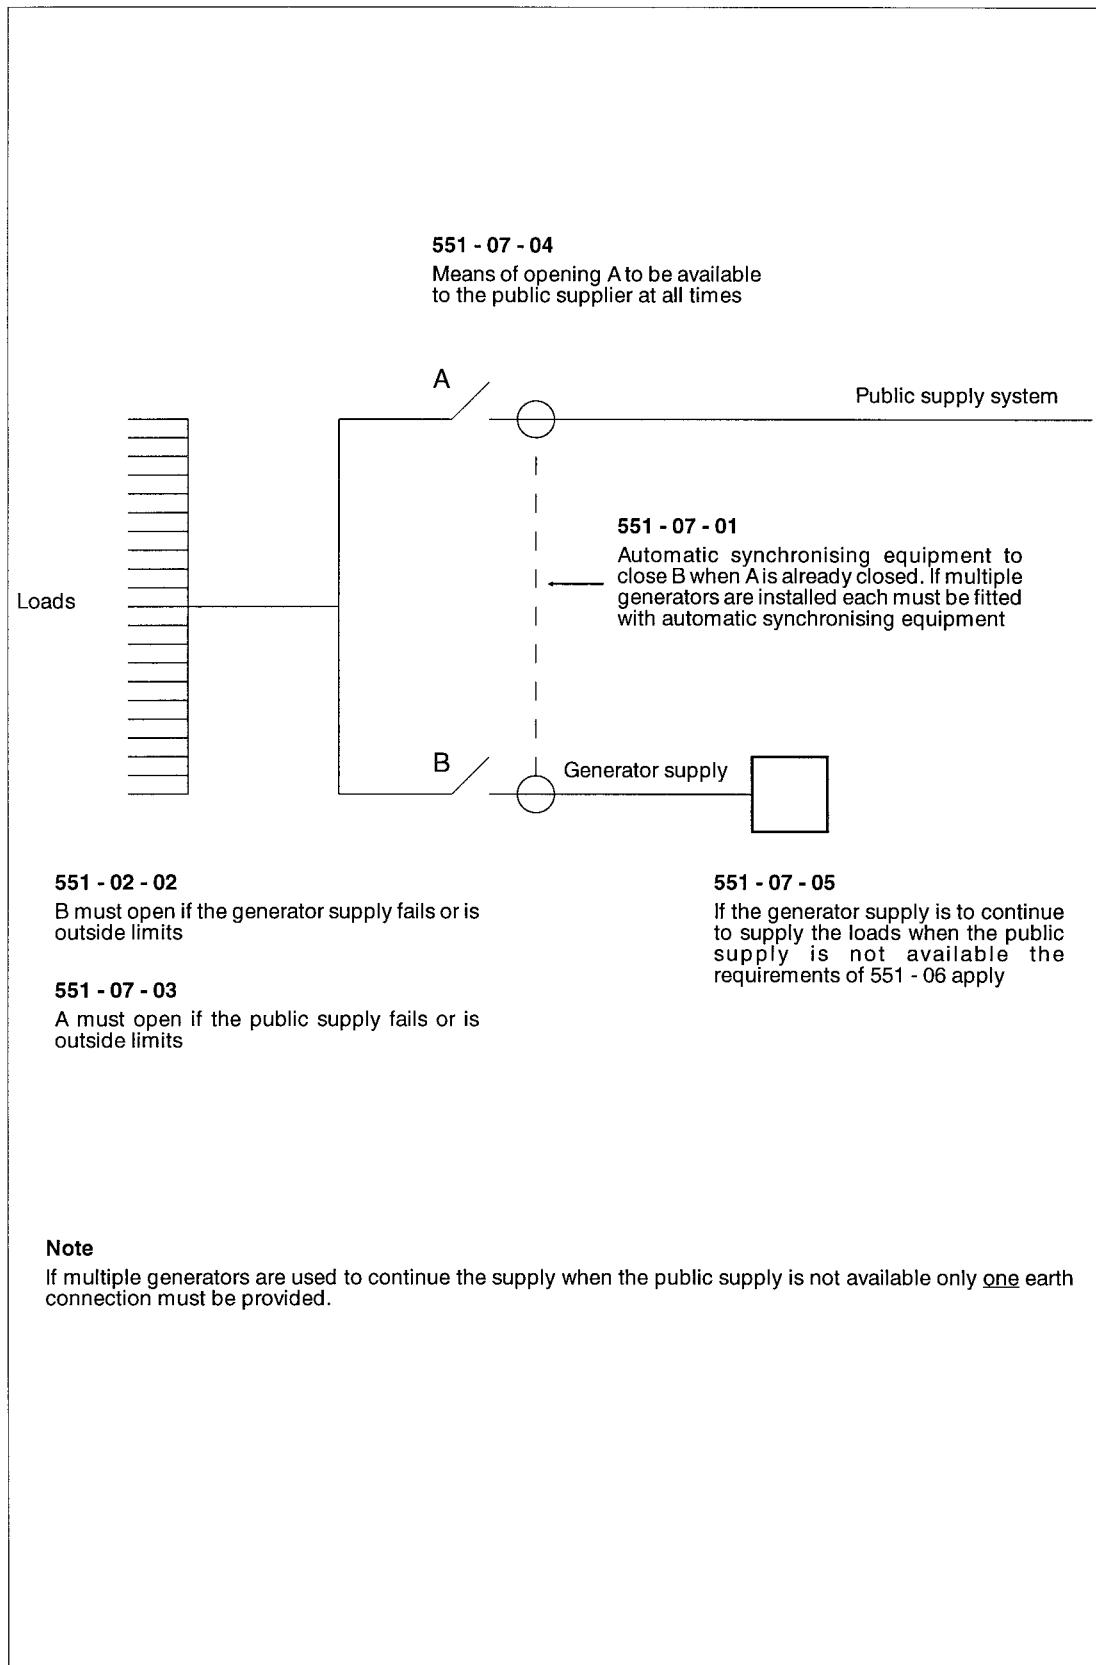 551 - 07 - 04
Means of opening A to be available
to the public supplier at all times
A
Public supply system
551 - 07 - 01
Automatic synchronising equipment to
close B when A is already closed. If multiple
generators are installed each must be fitted
with automatic synchronising equipment
Loads
B
Generator supply
551 - 02 - 02
B must open if the generator supply fails or is
outside limits
551 - 07 - 03
A must open if the public supply fails or is
outside limits
551 - 07 - 05
If the generator supply is to continue
to supply the loads when the public
supply is not available the
requirements of 551 - 06 apply
Note
If multiple generators are used to continue the supply when the public supply is not available only one earth
connection must be provided.